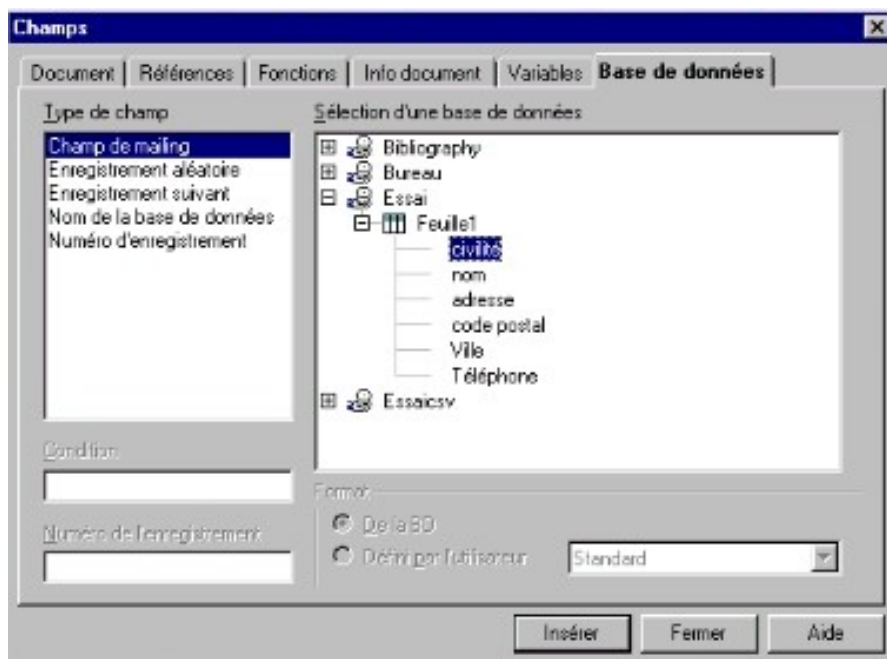 Champs
Document Références Fonctions Info document Variables Base de données
Type de champ
Champ de mailing
Enregistrement aléatoire
Enregistrement suivant
Nom de la base de données
Numéro d'enregistrement
Condition
Numéro de l'enregistrement
Sélection d'une base de données
Bibliography
Bureau
Essai
Feuille1
civilité
nom
adresse
code postal
Ville
Téléphone
Essaicsv
Format
De la BD
Défini par l'utilisateur Standard
Insérer Fermer Aide